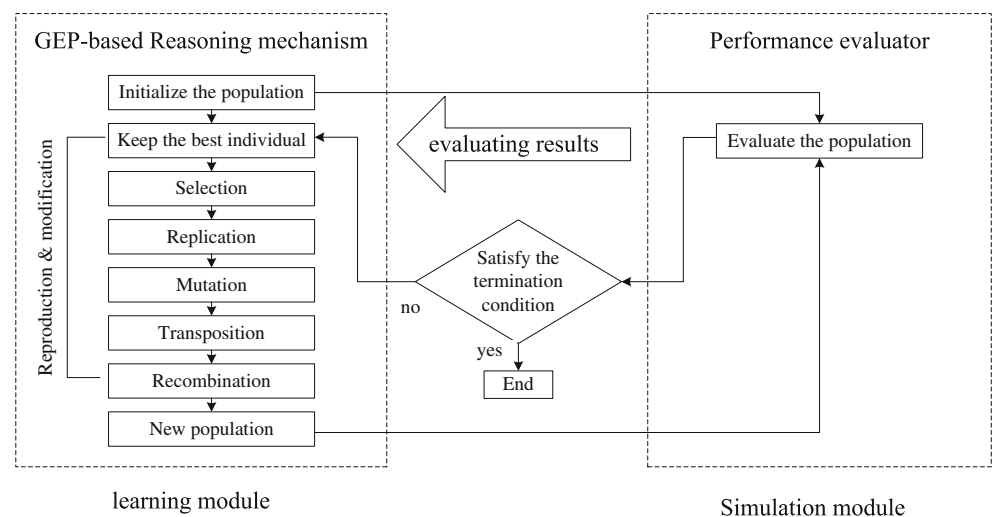 GEP-based Reasoning mechanism
Initialize the population
Keep the best individual
Selection
Replication
Mutation
Transposition
Recombination
New population
Reproduction & modification
learning module
evaluating results
Satisfy the
termination
condition
no
yes
End
Performance evaluator
Evaluate the population
Simulation module